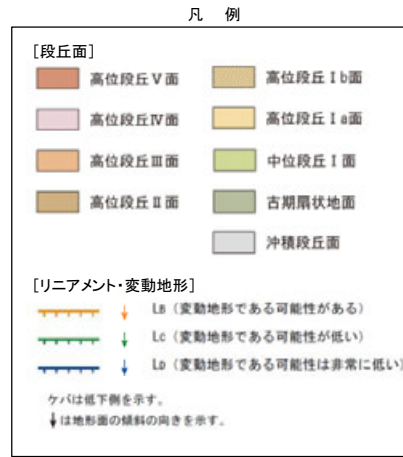 凡 例
[段丘面]
高位段丘Ⅴ面
高位段丘Ⅳ面
高位段丘Ⅲ面
高位段丘Ⅱ面
高位段丘Ⅰb面
高位段丘Ⅰa面
中位段丘Ⅰ面
古期扇状地面
沖積段丘面
[リニアメント・変動地形]
LB (変動地形である可能性がある)
LC (変動地形である可能性が低い)
LD (変動地形である可能性は非常に低い)
ケバは低下側を示す。
↓は地形面の傾斜の向きを示す。